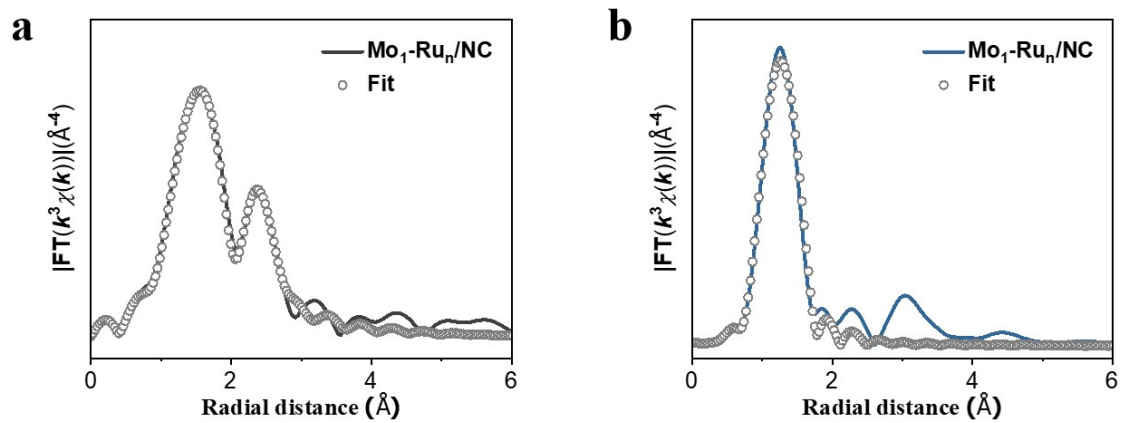 a
Mo₁-Ruₙ/NC
Fit
|FT(k³χ(k))|(Å⁻⁴)
0 2 4 6
Radial distance (Å)
b
Mo₁-Ruₙ/NC
Fit
|FT(k³χ(k))|(Å⁻⁴)
0 2 4 6
Radial distance (Å)